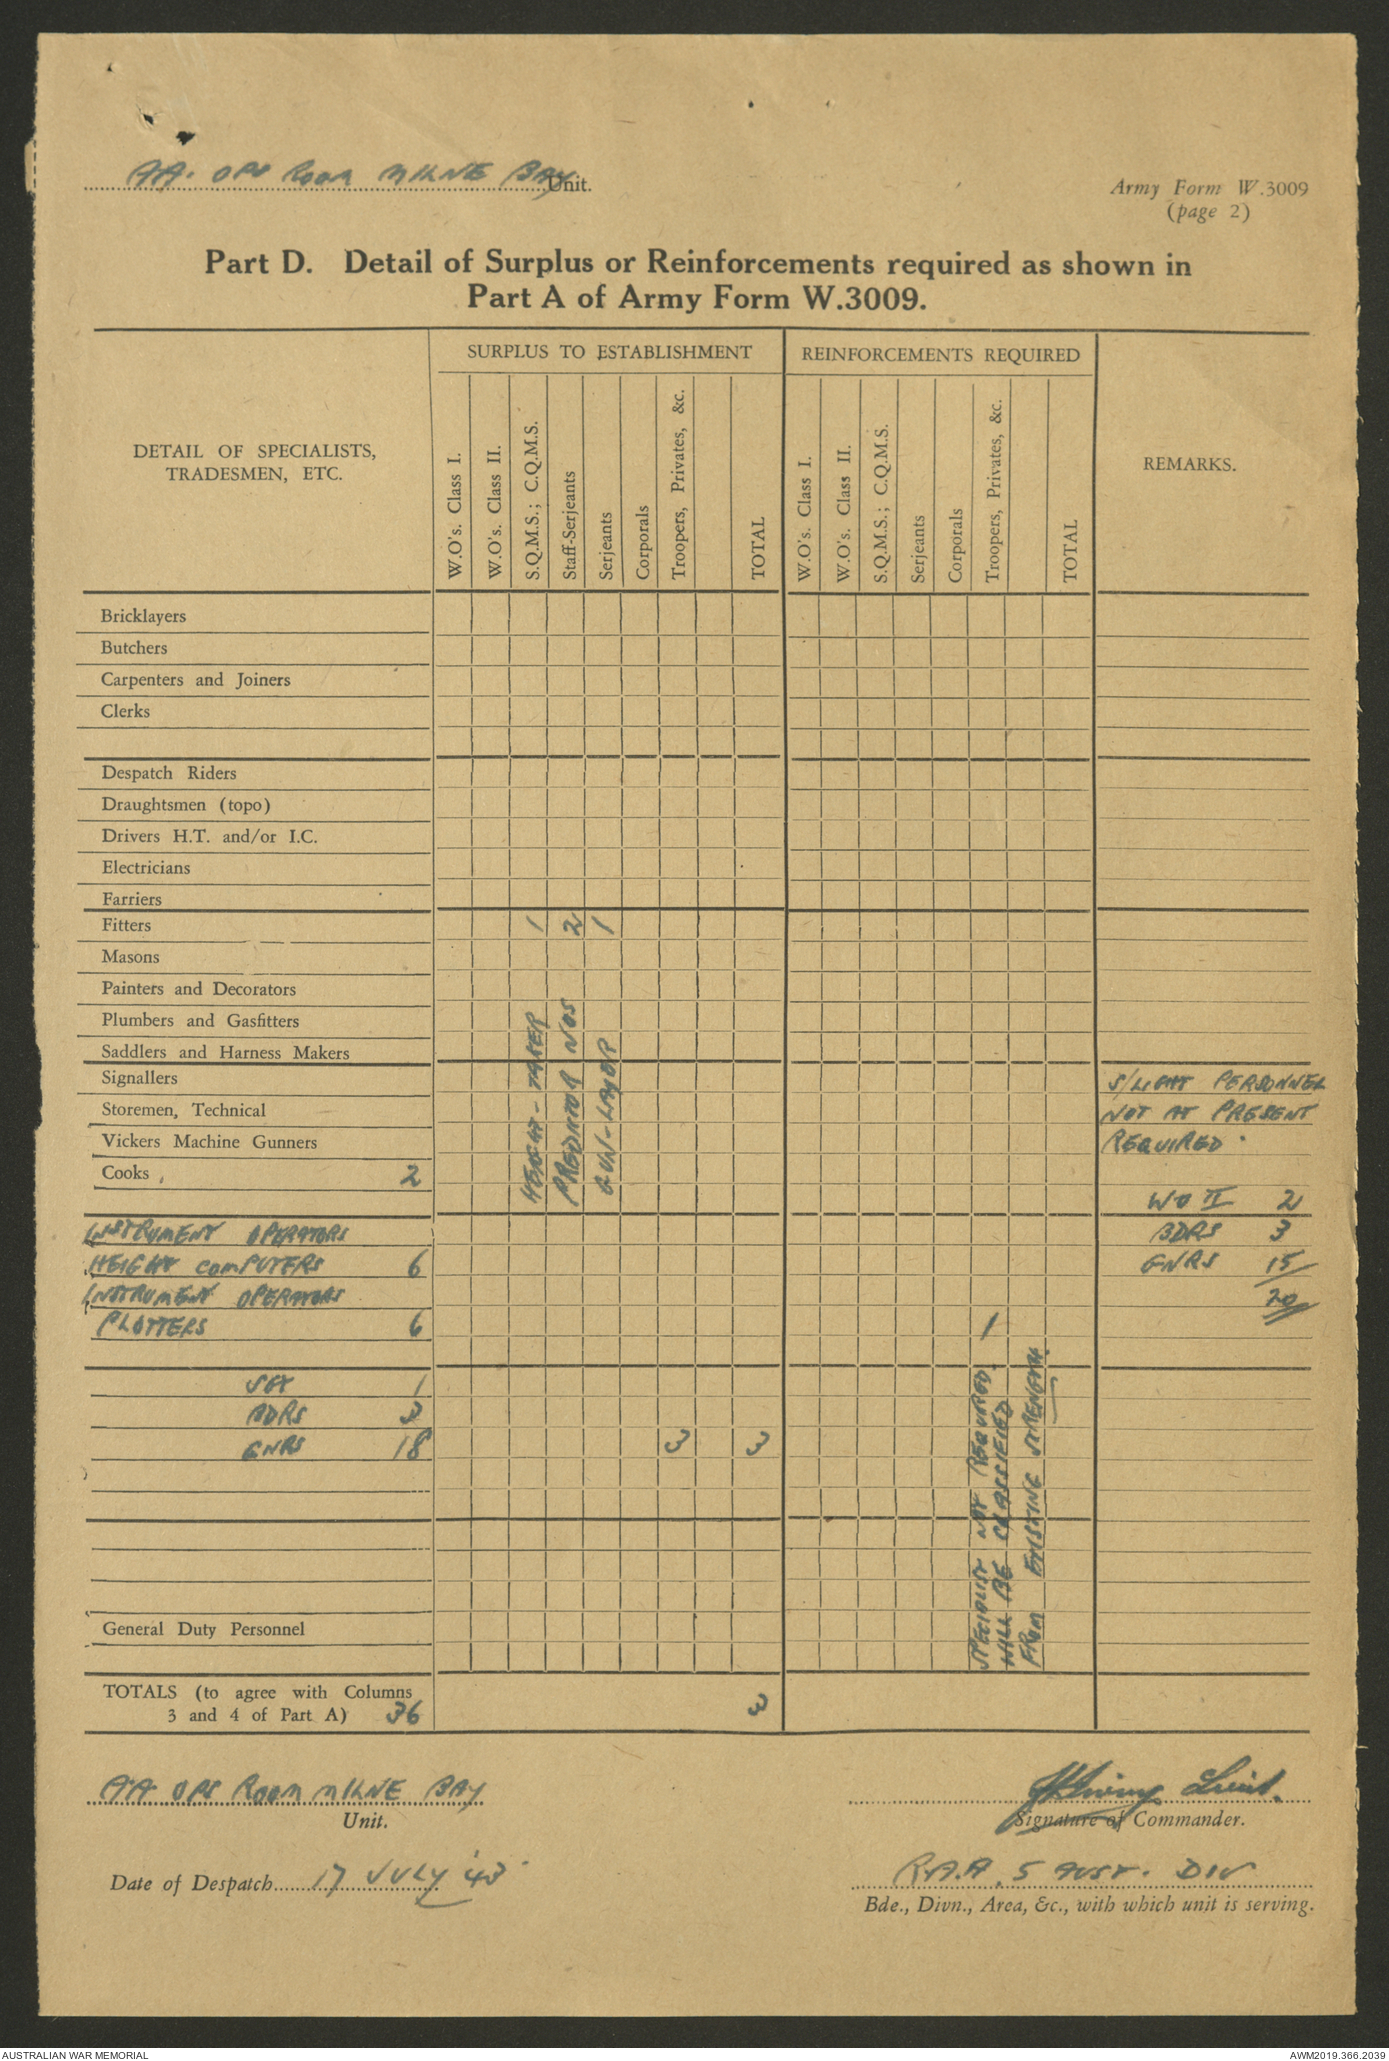 AA. OPS ROOM MILNE BAY Unit.
Army Form W.3009
(page 2)
Part D. Detail of Surplus or Reinforcements required as shown in
Part A of Army Form W.3009.
DETAIL OF SPECIALISTS,
TRADESMEN, ETC.
SURPLUS TO ESTABLISHMENT
W.O's. Class I.
W.O's. Class II.
S.Q.M.S.; C.Q.M.S.
Staff-Serjeants
Serjeants
Corporals
Troopers, Privates, &c.
TOTAL
REINFORCEMENTS REQUIRED
W.O's. Class I.
W.O's. Class II.
S.Q.M.S.; C.Q.M.S.
Serjeants
Corporals
Troopers, Privates, &c.
TOTAL
REMARKS.
Bricklayers
Butchers
Carpenters and Joiners
Clerks
Despatch Riders
Draughtsmen (topo)
Drivers H.T. and/or I.C.
Electricians
Farriers
Fitters
Masons
Painters and Decorators
Plumbers and Gasfitters
Saddlers and Harness Makers
Signallers
Storemen, Technical
Vickers Machine Gunners
Cooks, 2
HEIGHT-TAKER 1
PREDICTOR NOS 2
GUN-LAYER 1
S/LIGHT PERSONNEL
NOT AT PRESENT
REQUIRED.
WO II 2
BDRS 3
GNRS 15
20
INSTRUMENT OPERATORS
HEIGHT COMPUTERS 6
INSTRUMENT OPERATORS
PLOTTERS 6
SGT 1
BDRS 3
GNRS 18 3 3
1
SPECIALIST NOT REQUIRED.
WILL BE CLASSIFIED
FROM EXISTING STRENGTH.
General Duty Personnel
TOTALS (to agree with Columns
3 and 4 of Part A) 36 3
AA OPS ROOM MILNE BAY
Unit.
Lieut.
Signature of Commander.
Date of Despatch 17 JULY '43
R.A.A. 5 AUST. DIV
Bde., Divn., Area, &c., with which unit is serving.
AUSTRALIAN WAR MEMORIAL
AWM2019.366.2039